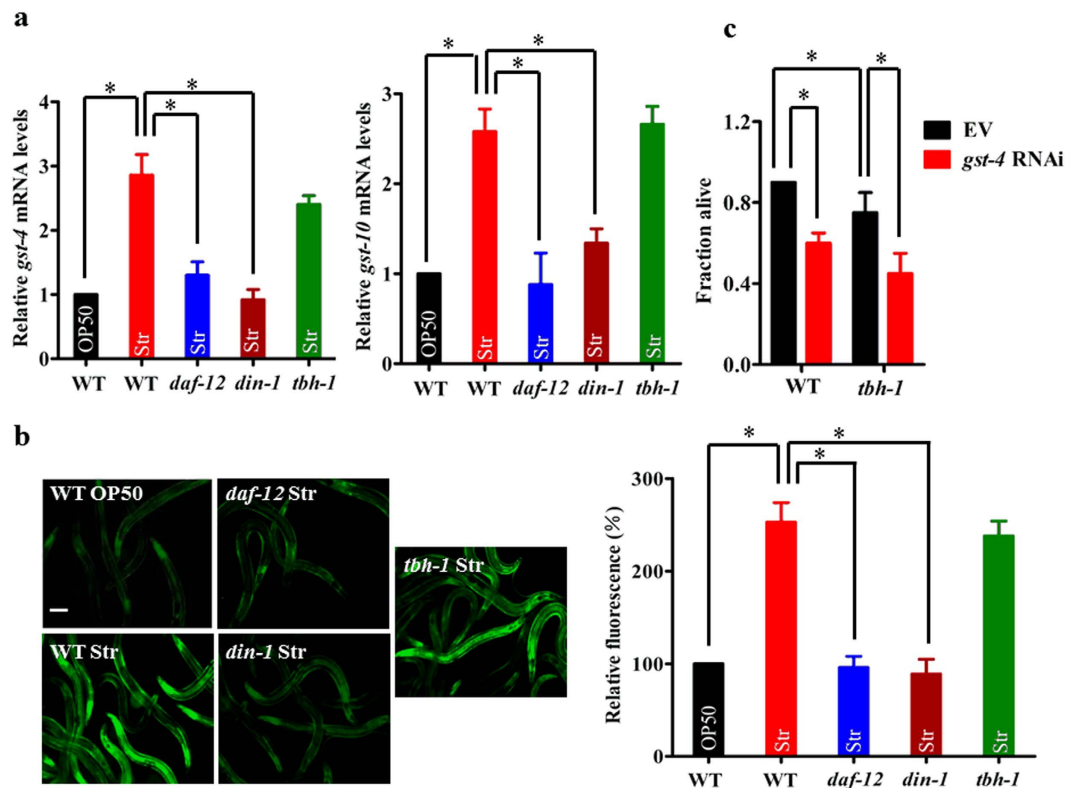 a
Relative gst-4 mRNA levels
4
3
2
1
0
*
*
*
OP50
Str
Str
Str
Str
WT
WT
daf-12
din-1
tbh-1
Relative gst-10 mRNA levels
3
2
1
0
*
*
*
OP50
Str
Str
Str
Str
WT
WT
daf-12
din-1
tbh-1
c
Fraction alive
1.2
0.8
0.4
0.0
*
*
*
EV
gst-4 RNAi
WT
tbh-1
b
WT OP50
daf-12 Str
tbh-1 Str
WT Str
din-1 Str
Relative fluorescence (%)
300
200
100
0
*
*
*
OP50
Str
Str
Str
Str
WT
WT
daf-12
din-1
tbh-1